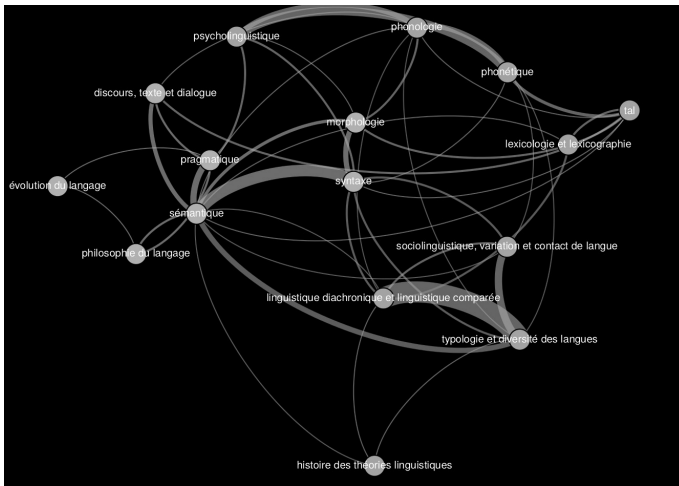 phonologie
psycholinguistique
phonétique
discours, texte et dialogue
tal
morphologie
lexicologie et lexicographie
pragmatique
syntaxe
évolution du langage
sémantique
sociolinguistique, variation et contact de langue
philosophie du langage
linguistique diachronique et linguistique comparée
typologie et diversité des langues
histoire des théories linguistiques